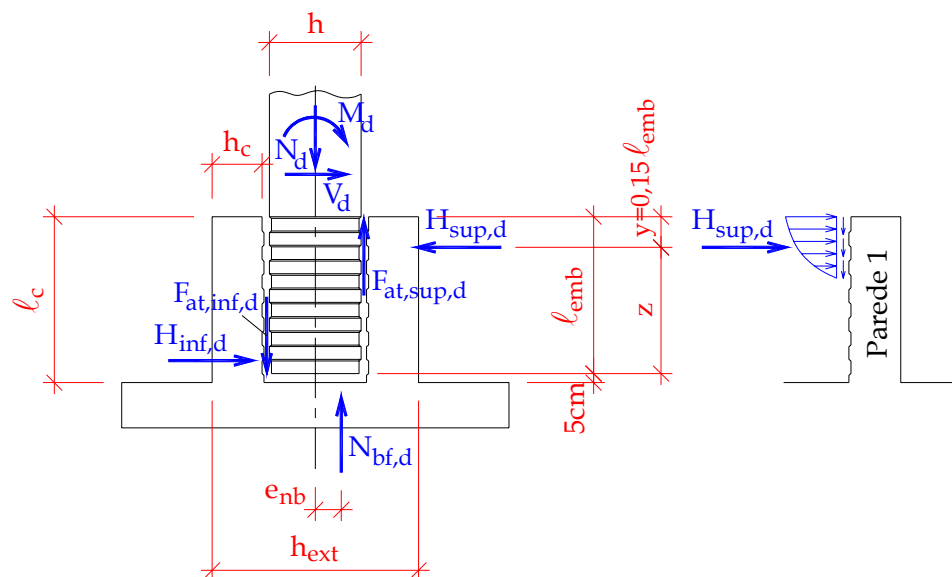 h
M_d
N_d
h_c
V_d
y=0,15 ℓ_emb
H_sup,d
H_sup,d
F_at,sup,d
ℓ_c
ℓ_emb
z
F_at,inf,d
H_inf,d
Parede 1
5cm
N_bf,d
e_nb
h_ext